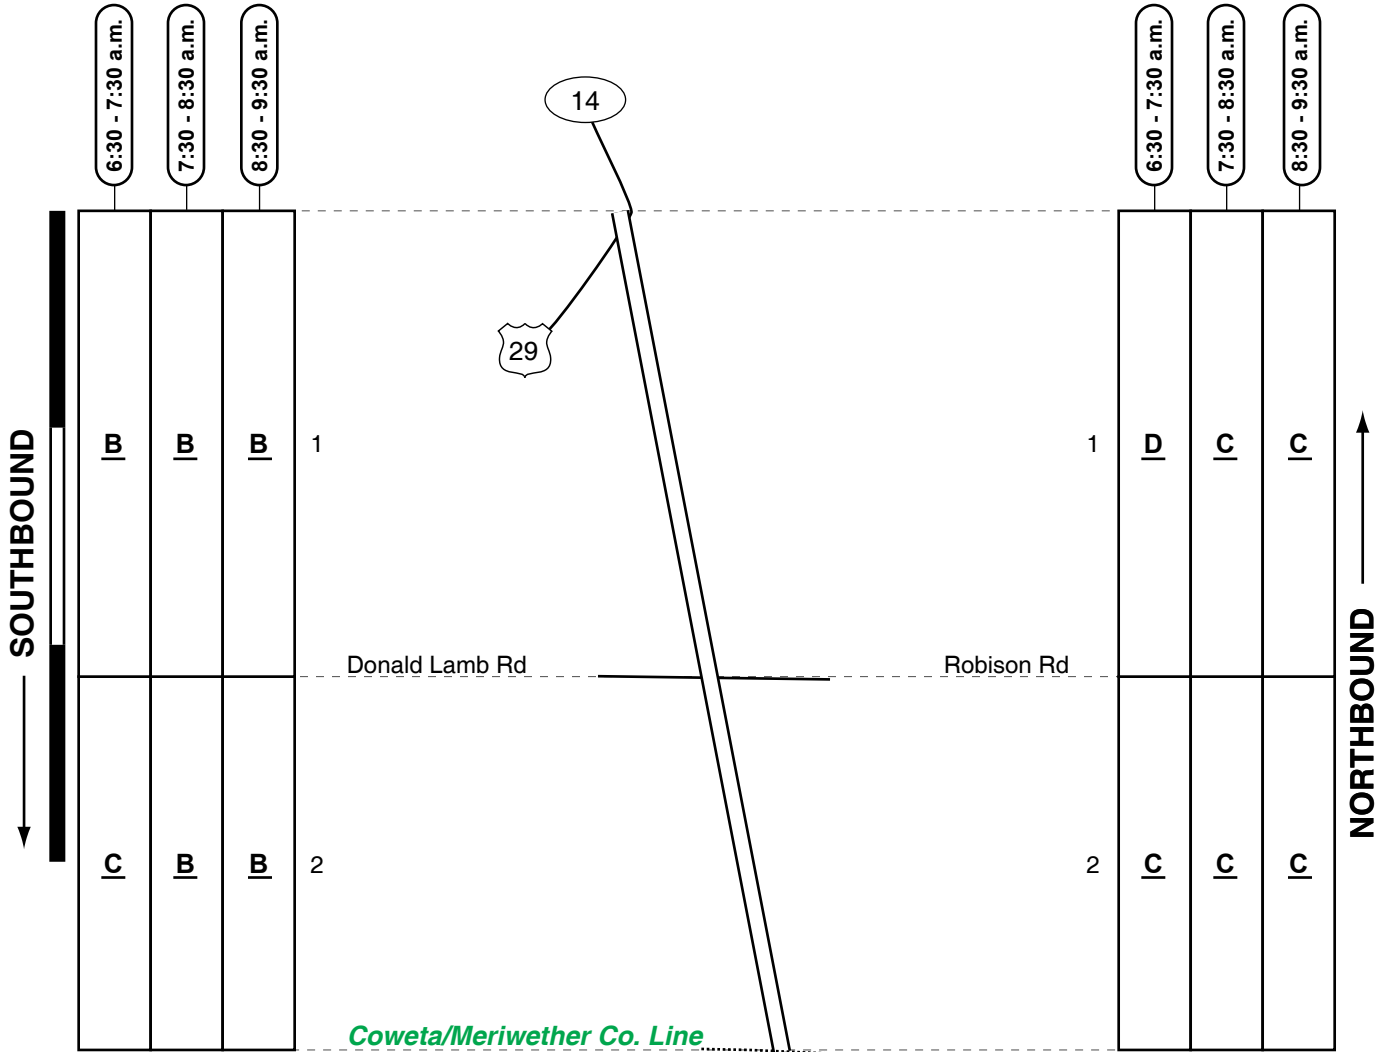 6:30 - 7:30 a.m.
7:30 - 8:30 a.m.
8:30 - 9:30 a.m.
14
6:30 - 7:30 a.m.
7:30 - 8:30 a.m.
8:30 - 9:30 a.m.
29
SOUTHBOUND
B B B 1
1 D C C
NORTHBOUND
Donald Lamb Rd
Robison Rd
C B B 2
2 C C C
Coweta/Meriwether Co. Line